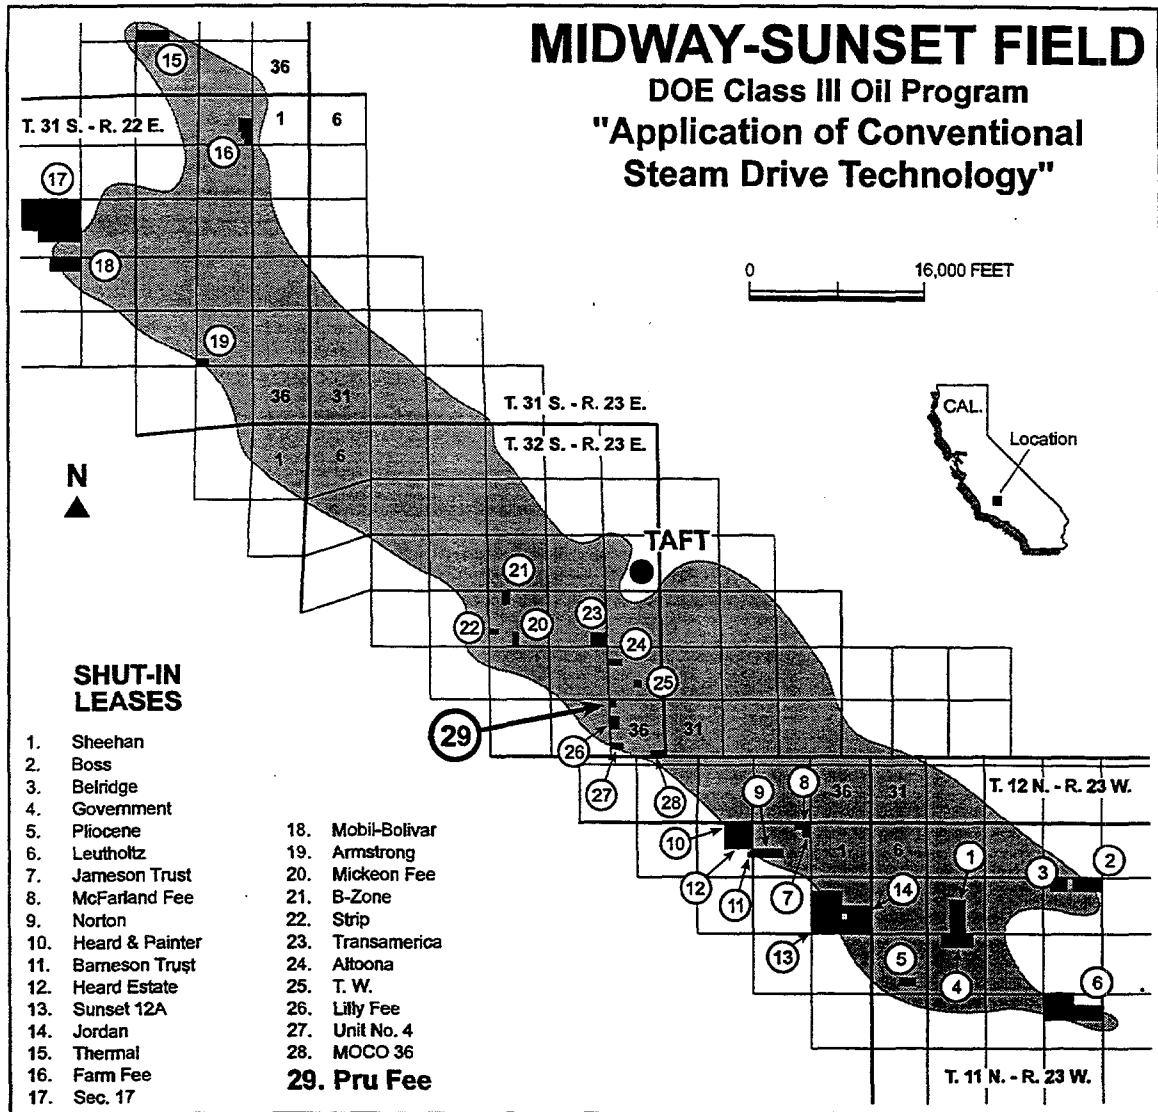 MIDWAY-SUNSET FIELD
DOE Class III Oil Program
"Application of Conventional
Steam Drive Technology"
0 16,000 FEET
CAL.
Location
N
TAFT
T. 31 S. - R. 22 E.
T. 31 S. - R. 23 E.
T. 32 S. - R. 23 E.
T. 12 N. - R. 23 W.
T. 11 N. - R. 23 W.
15
36
1
6
16
17
18
19
36
31
1
6
21
20
22
23
24
25
29
36
31
26
27
28
9
8
36
31
10
1
6
1
2
3
12
11
7
14
13
5
4
6
SHUT-IN
LEASES
1. Sheehan
2. Boss
3. Belridge
4. Government
5. Pliocene
6. Leutholtz
7. Jameson Trust
8. McFarland Fee
9. Norton
10. Heard & Painter
11. Barneson Trust
12. Heard Estate
13. Sunset 12A
14. Jordan
15. Thermal
16. Farm Fee
17. Sec. 17
18. Mobil-Bolivar
19. Armstrong
20. Mickeon Fee
21. B-Zone
22. Strip
23. Transamerica
24. Altoona
25. T. W.
26. Lilly Fee
27. Unit No. 4
28. MOCO 36
29. Pru Fee